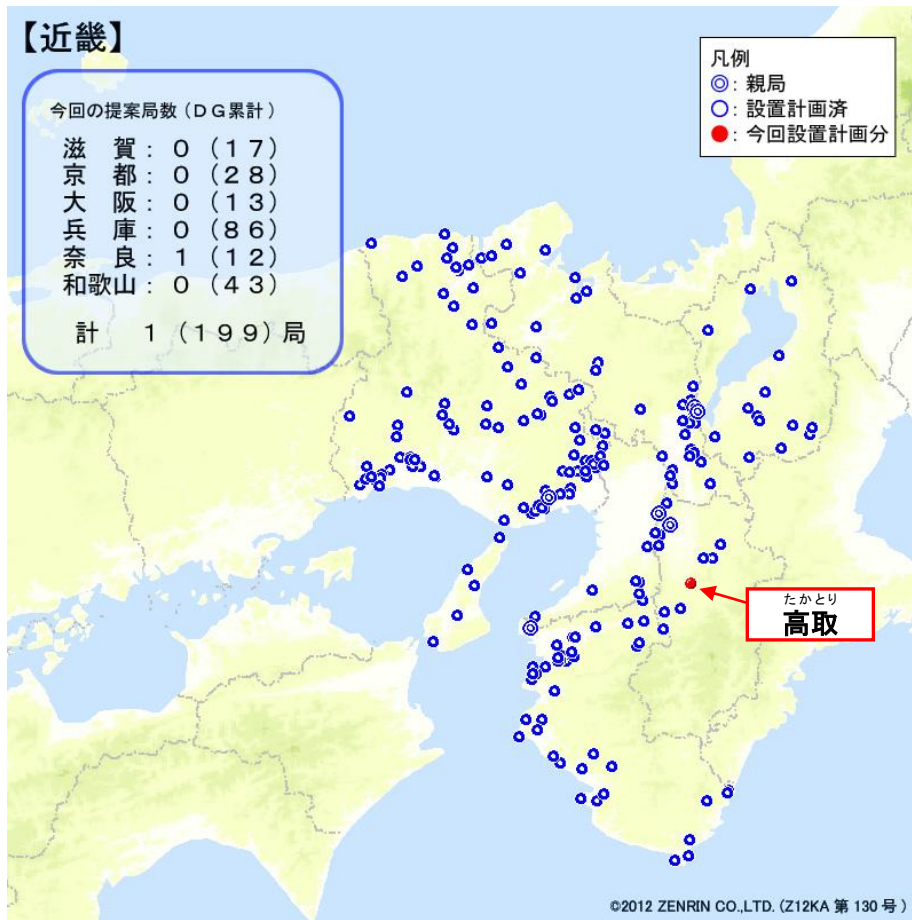 【近畿】
今回の提案局数（ＤＧ累計）
滋　賀：　０　（１７）
京　都：　０　（２８）
大　阪：　０　（１３）
兵　庫：　０　（８６）
奈　良：　１　（１２）
和歌山：　０　（４３）
計　１　（１９９）局
凡例
◎：親局
○：設置計画済
●：今回設置計画分
たかとり
高取
©2012 ZENRIN CO.,LTD. (Z12KA 第 130 号 )